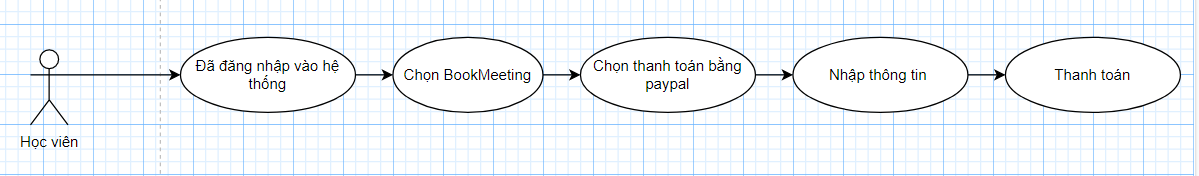 Đã đăng nhập vào hệ
thống
Chọn BookMeeting
Chọn thanh toán bằng
paypal
Nhập thông tin
Thanh toán
Học viên